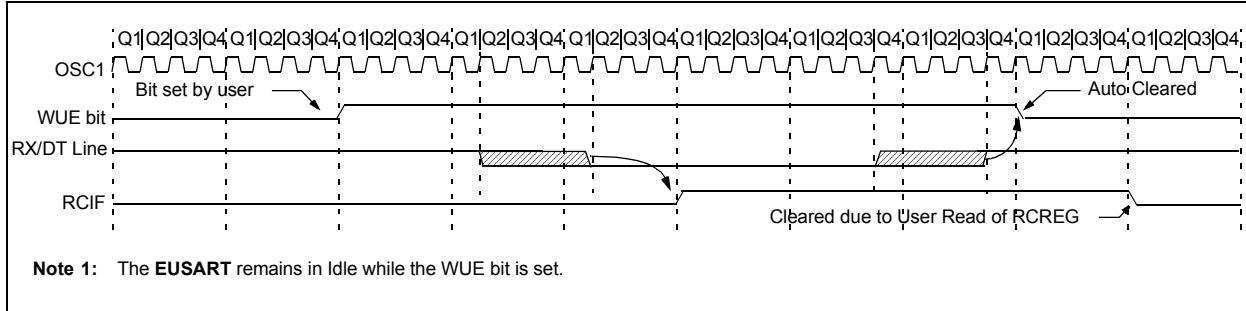 Q1 Q2 Q3 Q4 Q1 Q2 Q3 Q4 Q1 Q2 Q3 Q4 Q1 Q2 Q3 Q4 Q1 Q2 Q3 Q4 Q1 Q2 Q3 Q4 Q1 Q2 Q3 Q4 Q1 Q2 Q3 Q4 Q1 Q2 Q3 Q4 Q1 Q2 Q3 Q4
OSC1
Bit set by user
Auto Cleared
WUE bit
RX/DT Line
RCIF
Cleared due to User Read of RCREG
Note 1: The EUSART remains in Idle while the WUE bit is set.